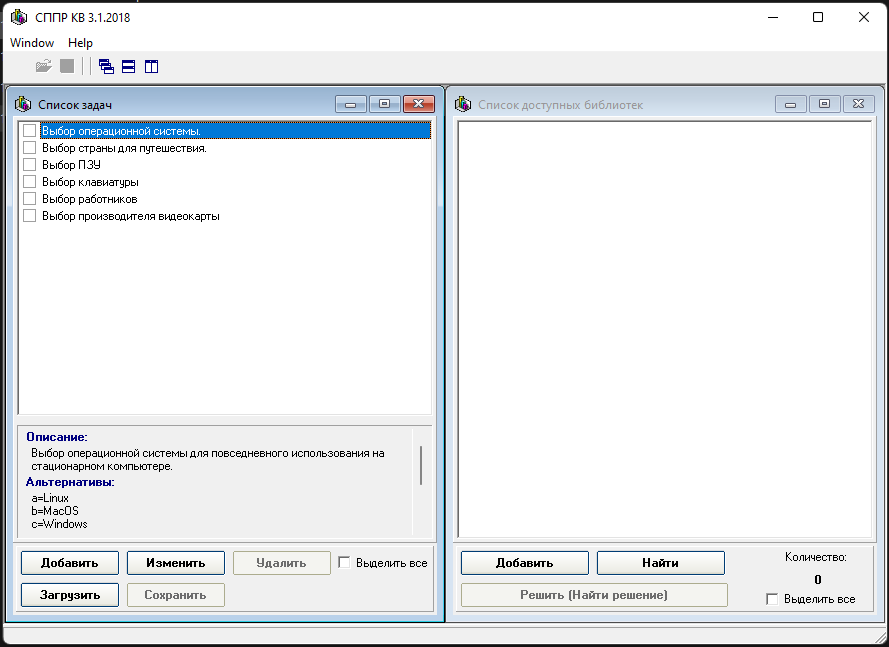 СППР КВ 3.1.2018
Window Help
Список задач
Выбор операционной системы.
Выбор страны для путешествия.
Выбор ПЗУ
Выбор клавиатуры
Выбор работников
Выбор производителя видеокарты
Описание:
Выбор операционной системы для повседневного использования на
стационарном компьютере.
Альтернативы:
a=Linux
b=MacOS
c=Windows
Добавить Изменить Удалить Выделить все
Загрузить Сохранить
Список доступных библиотек
Добавить Найти
Количество:
0
Решить (Найти решение)
Выделить все